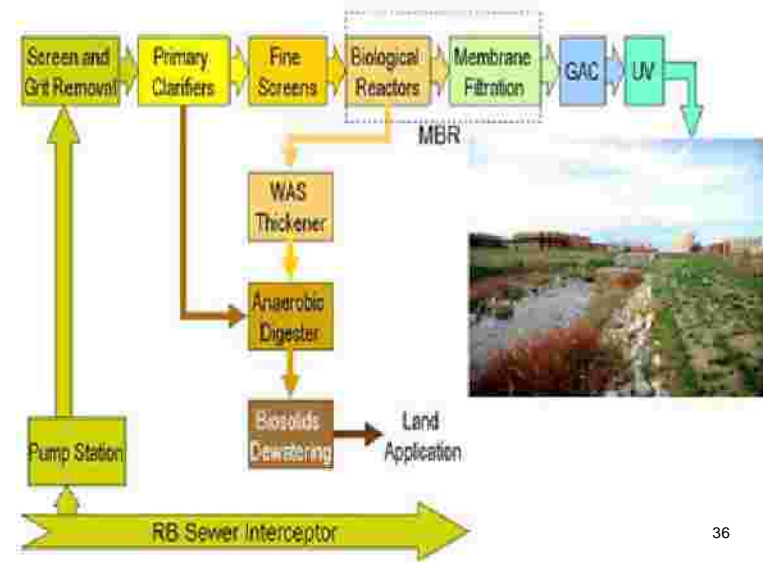 Screen and
Grit Removal
Primary
Clarifiers
Fine
Screens
Biological
Reactors
Membrane
Filtration
GAC
UV
MBR
WAS
Thickener
Anaerobic
Digester
Biosolids
Dewatering
Land
Application
Pump Station
RB Sewer Interceptor
36